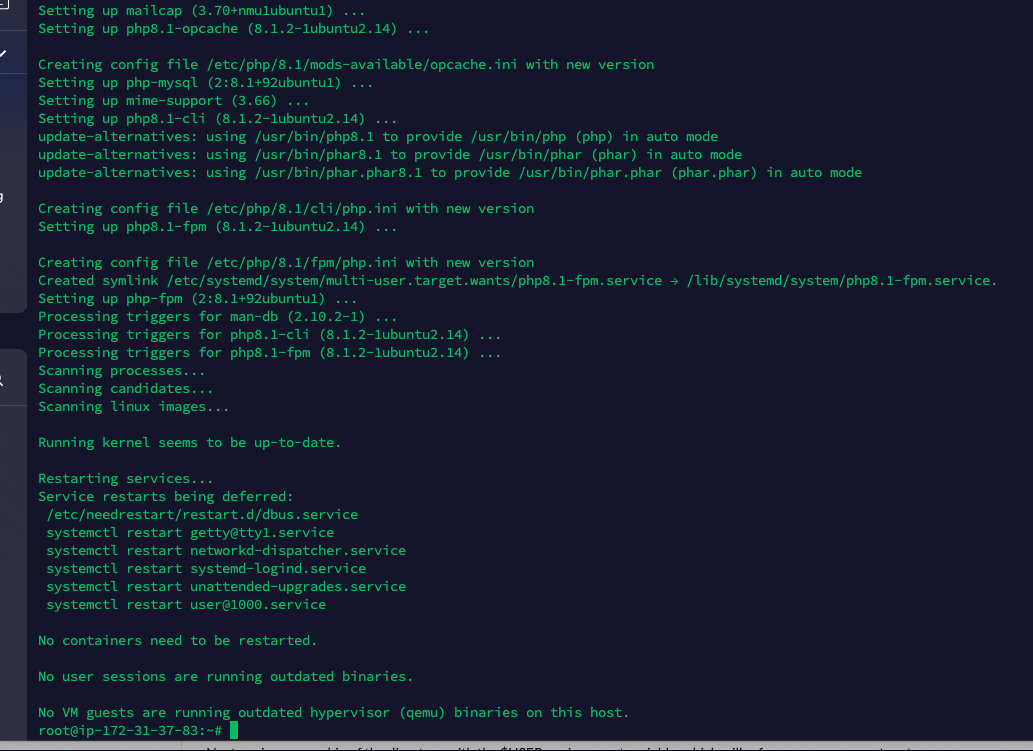 Setting up mailcap (3.70+nmu1ubuntu1) ...
Setting up php8.1-opcache (8.1.2-1ubuntu2.14) ...
Creating config file /etc/php/8.1/mods-available/opcache.ini with new version
Setting up php-mysql (2:8.1+92ubuntu1) ...
Setting up mime-support (3.66) ...
Setting up php8.1-cli (8.1.2-1ubuntu2.14) ...
update-alternatives: using /usr/bin/php8.1 to provide /usr/bin/php (php) in auto mode
update-alternatives: using /usr/bin/phar8.1 to provide /usr/bin/phar (phar) in auto mode
update-alternatives: using /usr/bin/phar.phar8.1 to provide /usr/bin/phar.phar (phar.phar) in auto mode
Creating config file /etc/php/8.1/cli/php.ini with new version
Setting up php8.1-fpm (8.1.2-1ubuntu2.14) ...
Creating config file /etc/php/8.1/fpm/php.ini with new version
Created symlink /etc/systemd/system/multi-user.target.wants/php8.1-fpm.service → /lib/systemd/system/php8.1-fpm.service.
Setting up php-fpm (2:8.1+92ubuntu1) ...
Processing triggers for man-db (2.10.2-1) ...
Processing triggers for php8.1-cli (8.1.2-1ubuntu2.14) ...
Processing triggers for php8.1-fpm (8.1.2-1ubuntu2.14) ...
Scanning processes...
Scanning candidates...
Scanning linux images...
Running kernel seems to be up-to-date.
Restarting services...
Service restarts being deferred:
/etc/needrestart/restart.d/dbus.service
systemctl restart getty@tty1.service
systemctl restart networkd-dispatcher.service
systemctl restart systemd-logind.service
systemctl restart unattended-upgrades.service
systemctl restart user@1000.service
No containers need to be restarted.
No user sessions are running outdated binaries.
No VM guests are running outdated hypervisor (qemu) binaries on this host.
root@ip-172-31-37-83:~#